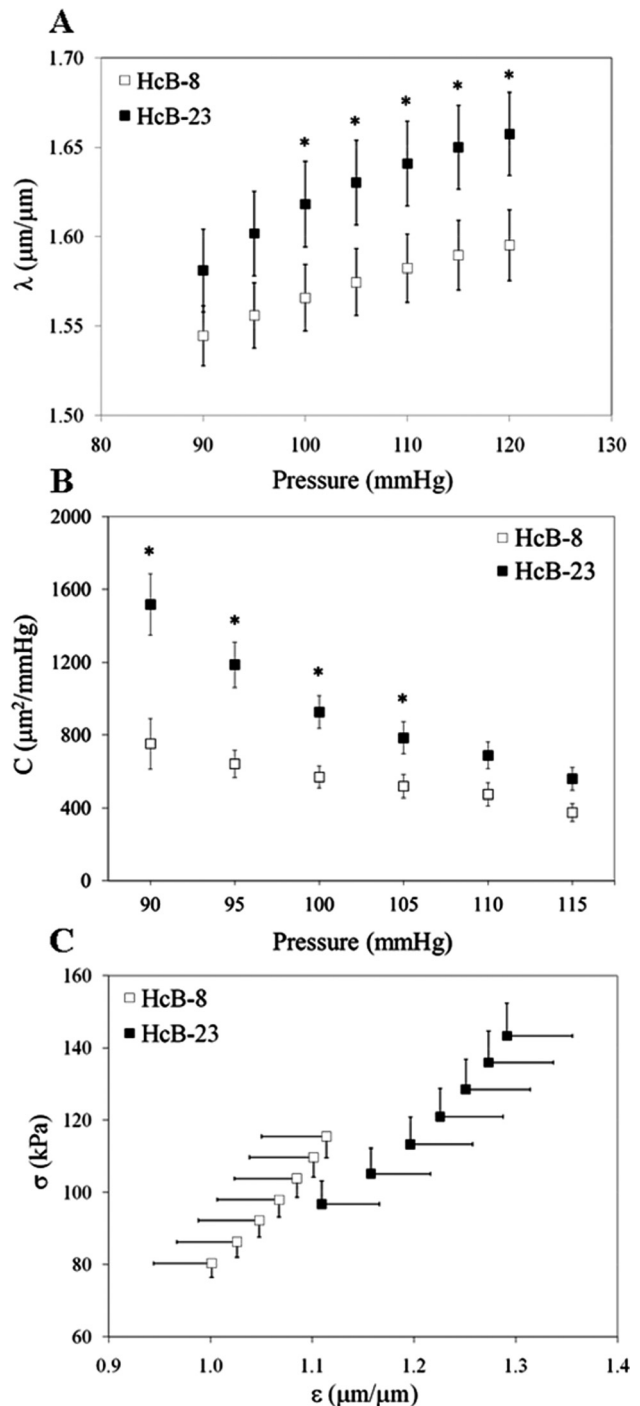 A
1.70
HcB-8
HcB-23
* * * * *
1.65
1.60
1.55
1.50
λ (μm/μm)
80 90 100 110 120 130
Pressure (mmHg)
B
2000
HcB-8
HcB-23
* * * *
1600
1200
800
400
0
C (μm²/mmHg)
90 95 100 105 110 115
Pressure (mmHg)
C
160
HcB-8
HcB-23
140
120
100
80
60
σ (kPa)
0.9 1.0 1.1 1.2 1.3 1.4
ε (μm/μm)